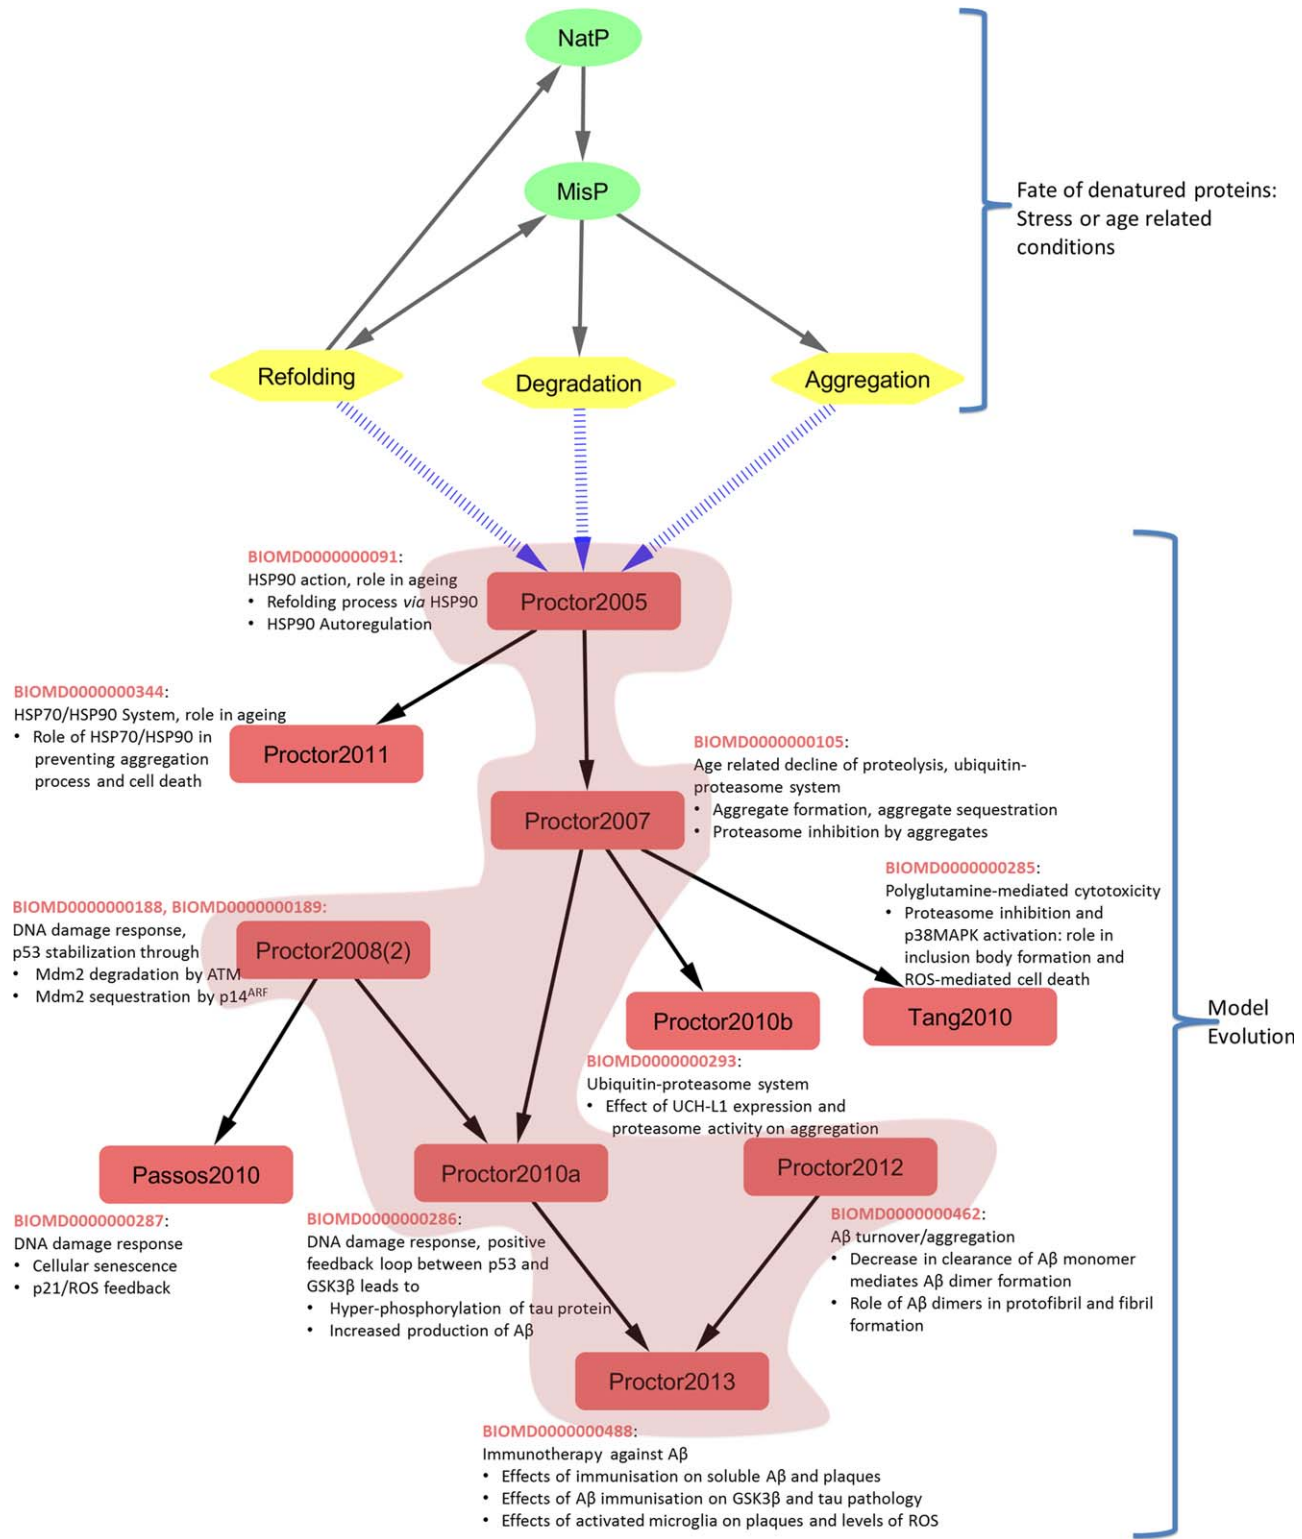 NatP
MisP
Fate of denatured proteins:
Stress or age related
conditions
Refolding
Degradation
Aggregation
BIOMD0000000091:
HSP90 action, role in ageing
• Refolding process via HSP90
• HSP90 Autoregulation
Proctor2005
BIOMD0000000344:
HSP70/HSP90 System, role in ageing
• Role of HSP70/HSP90 in
preventing aggregation
process and cell death
Proctor2011
BIOMD0000000105:
Age related decline of proteolysis, ubiquitin-
proteasome system
• Aggregate formation, aggregate sequestration
• Proteasome inhibition by aggregates
Proctor2007
BIOMD0000000285:
Polyglutamine-mediated cytotoxicity
• Proteasome inhibition and
p38MAPK activation: role in
inclusion body formation and
ROS-mediated cell death
BIOMD0000000188, BIOMD0000000189:
DNA damage response,
p53 stabilization through
• Mdm2 degradation by ATM
• Mdm2 sequestration by p14ARF
Proctor2008(2)
Proctor2010b
Tang2010
Model
Evolution
BIOMD0000000293:
Ubiquitin-proteasome system
• Effect of UCH-L1 expression and
proteasome activity on aggregation
Passos2010
Proctor2010a
Proctor2012
BIOMD0000000287:
DNA damage response
• Cellular senescence
• p21/ROS feedback
BIOMD0000000286:
DNA damage response, positive
feedback loop between p53 and
GSK3β leads to
• Hyper-phosphorylation of tau protein
• Increased production of Aβ
BIOMD0000000462:
Aβ turnover/aggregation
• Decrease in clearance of Aβ monomer
mediates Aβ dimer formation
• Role of Aβ dimers in protofibril and fibril
formation
Proctor2013
BIOMD0000000488:
Immunotherapy against Aβ
• Effects of immunisation on soluble Aβ and plaques
• Effects of Aβ immunisation on GSK3β and tau pathology
• Effects of activated microglia on plaques and levels of ROS